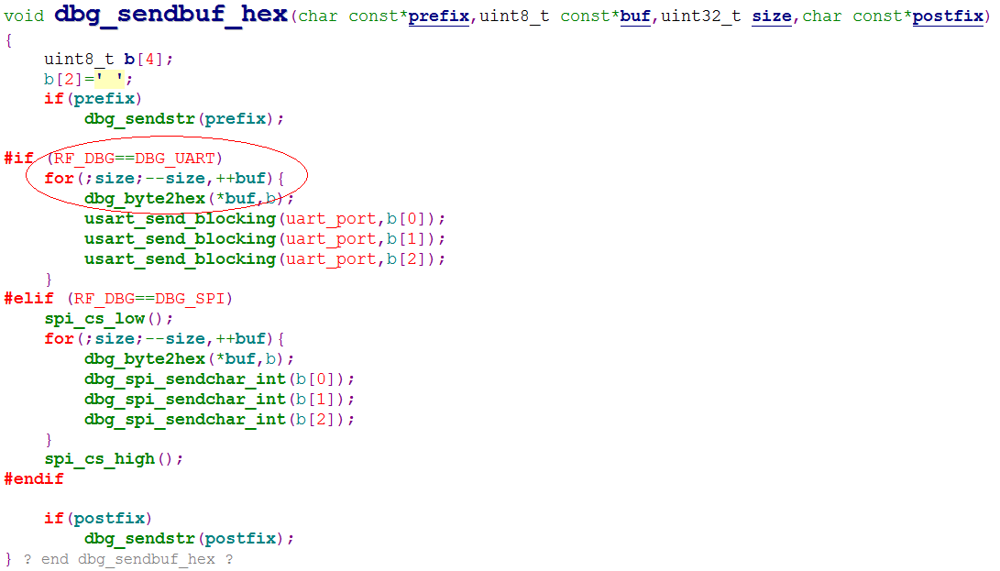 void dbg_sendbuf_hex(char const*prefix,uint8_t const*buf,uint32_t size,char const*postfix)
{
    uint8_t b[4];
    b[2]=' ';
    if(prefix)
        dbg_sendstr(prefix);

#if (RF_DBG==DBG_UART)
    for(;size;--size,++buf){
        dbg_byte2hex(*buf,b);
        usart_send_blocking(uart_port,b[0]);
        usart_send_blocking(uart_port,b[1]);
        usart_send_blocking(uart_port,b[2]);
    }
#elif (RF_DBG==DBG_SPI)
    spi_cs_low();
    for(;size;--size,++buf){
        dbg_byte2hex(*buf,b);
        dbg_spi_sendchar_int(b[0]);
        dbg_spi_sendchar_int(b[1]);
        dbg_spi_sendchar_int(b[2]);
    }
    spi_cs_high();
#endif

    if(postfix)
        dbg_sendstr(postfix);
} ? end dbg_sendbuf_hex ?